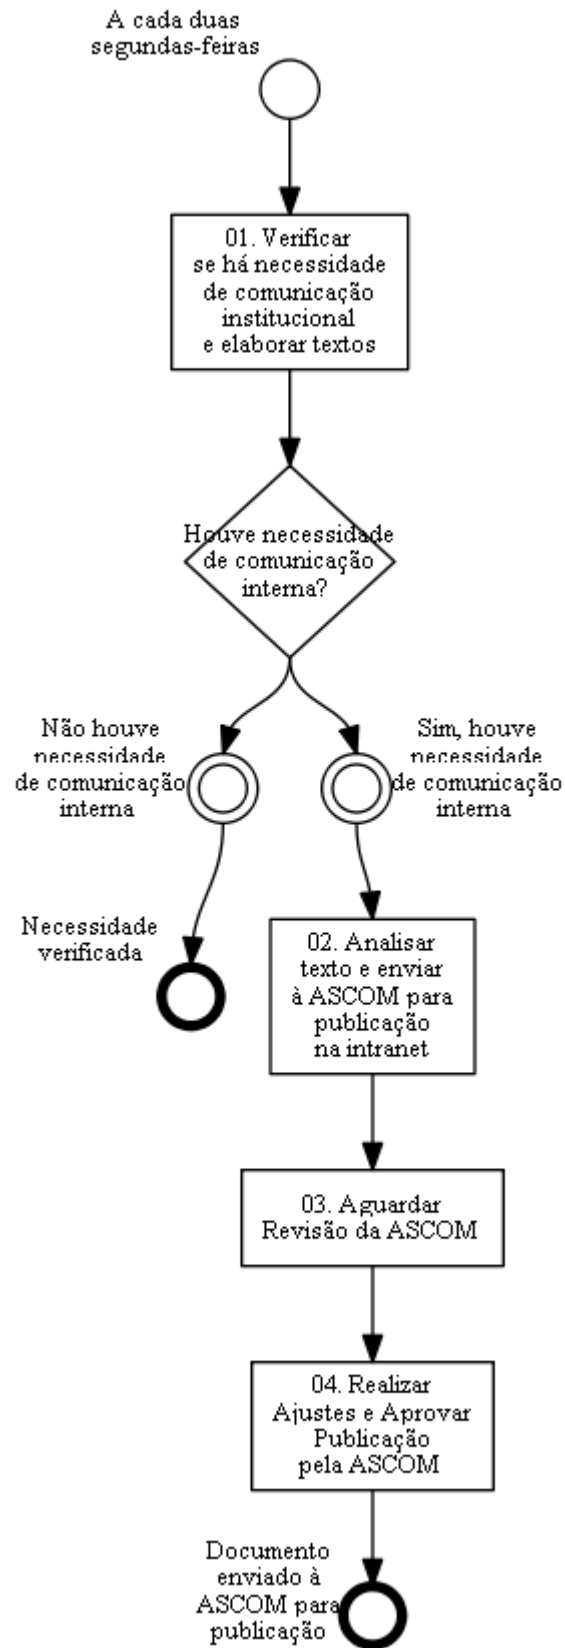 A cada duas
segundas-feiras
01. Verificar
se há necessidade
de comunicação
institucional
e elaborar textos
Houve necessidade
de comunicação
interna?
Não houve
necessidade
de comunicação
interna
Sim, houve
necessidade
de comunicação
interna
Necessidade
verificada
02. Analisar
texto e enviar
à ASCOM para
publicação
na intranet
03. Aguardar
Revisão da ASCOM
04. Realizar
Ajustes e Aprovar
Publicação
pela ASCOM
Documento
enviado à
ASCOM para
publicação